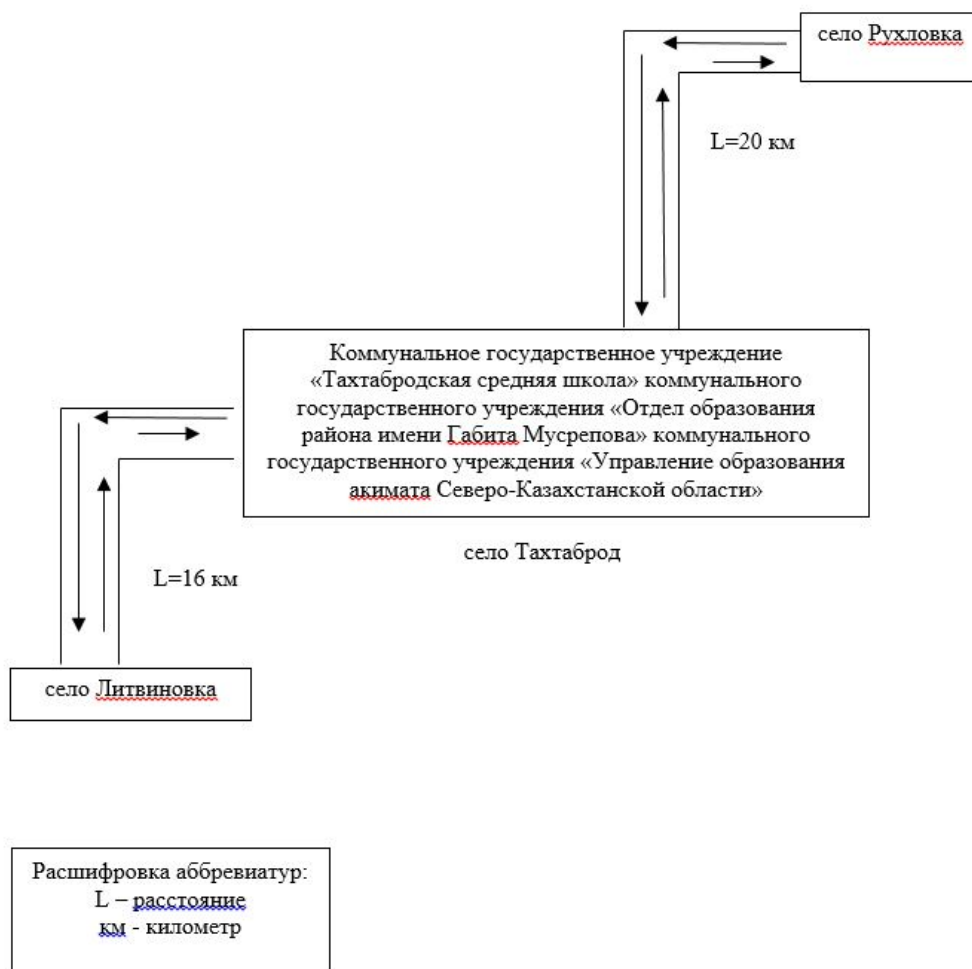 село Рухловка
L=20 км
Коммунальное государственное учреждение
«Тахтабродская средняя школа» коммунального
государственного учреждения «Отдел образования
района имени Габита Мусрепова» коммунального
государственного учреждения «Управление образования
акимата Северо-Казахстанской области»
село Тахтаброд
L=16 км
село Литвиновка
Расшифровка аббревиатур:
L – расстояние
км - километр